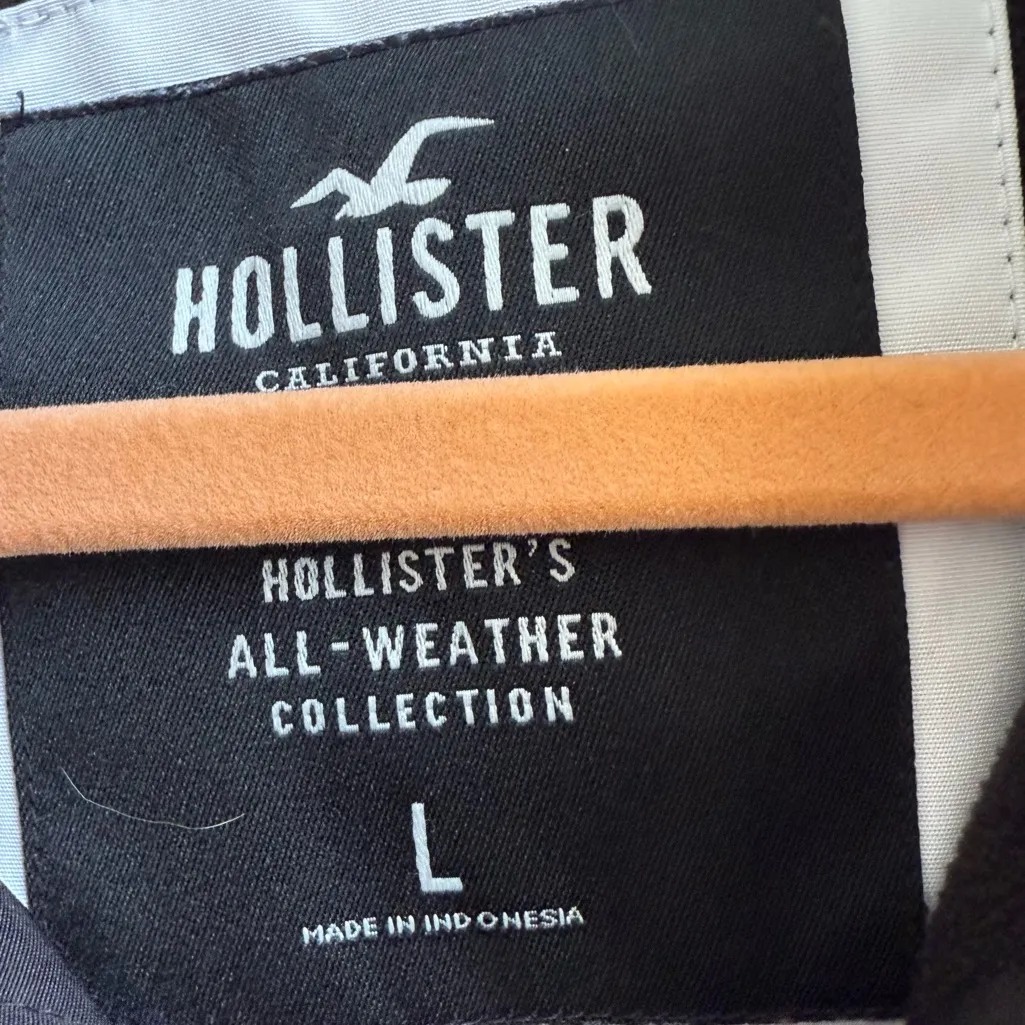 HOLLISTER
CALIFORNIA
HOLLISTER'S
ALL-WEATHER
COLLECTION
L
MADE IN INDONESIA